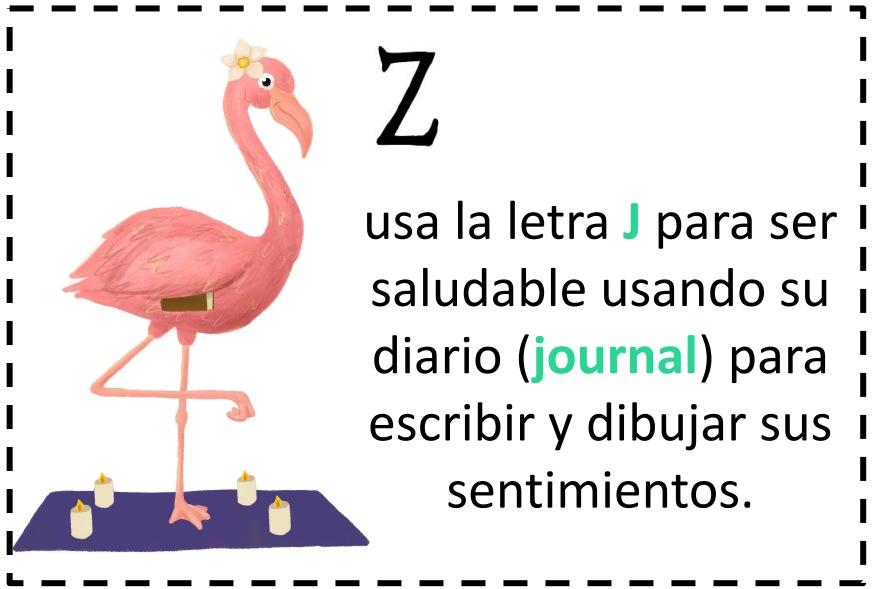 Z
usa la letra J para ser
saludable usando su
diario (journal) para
escribir y dibujar sus
sentimientos.